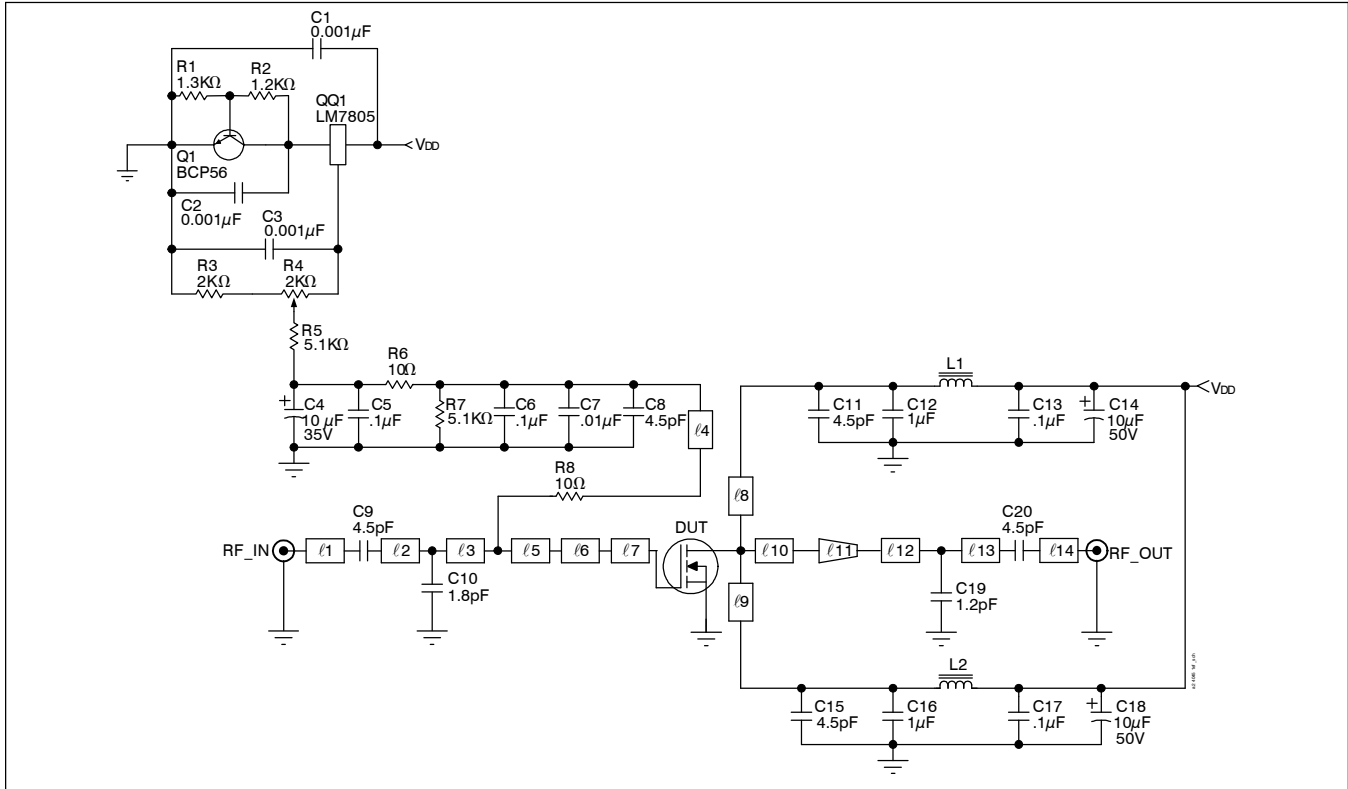 C1
0.001µF
R1
1.3KΩ
R2
1.2KΩ
QQ1
LM7805
VDD
Q1
BCP56
C2
0.001µF
C3
0.001µF
R3
2KΩ
R4
2KΩ
R5
5.1KΩ
R6
10Ω
+
C4
10 µF
35V
C5
.1µF
R7
5.1KΩ
C6
.1µF
C7
.01µF
C8
4.5pF
ℓ4
R8
10Ω
L1
VDD
C11
4.5pF
C12
1µF
C13
.1µF
+
C14
10µF
50V
ℓ8
RF_IN
ℓ1
C9
4.5pF
ℓ2
C10
1.8pF
ℓ3
ℓ5
ℓ6
ℓ7
DUT
ℓ9
ℓ10
ℓ11
ℓ12
C19
1.2pF
ℓ13
C20
4.5pF
ℓ14
RF_OUT
L2
C15
4.5pF
C16
1µF
C17
.1µF
+
C18
10µF
50V